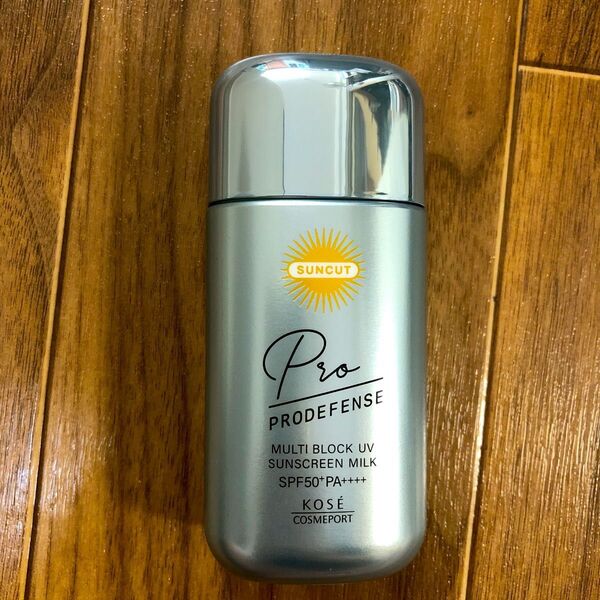 SUNCUT
Pro
PRODEFENSE
MULTI BLOCK UV
SUNSCREEN MILK
SPF50+PA++++
KOSÉ
COSMEPORT